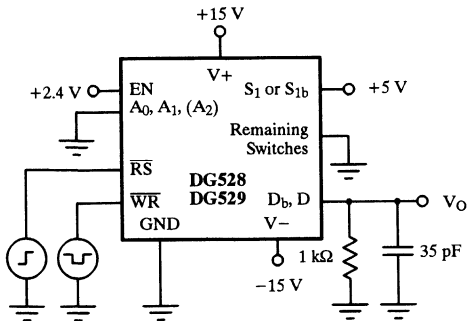 +15 V
V+
+2.4 V
EN
S1 or S1b
+5 V
A0, A1, (A2)
Remaining
Switches
RS
DG528
WR
DG529
Db, D
VO
GND
V−
1 kΩ
35 pF
−15 V